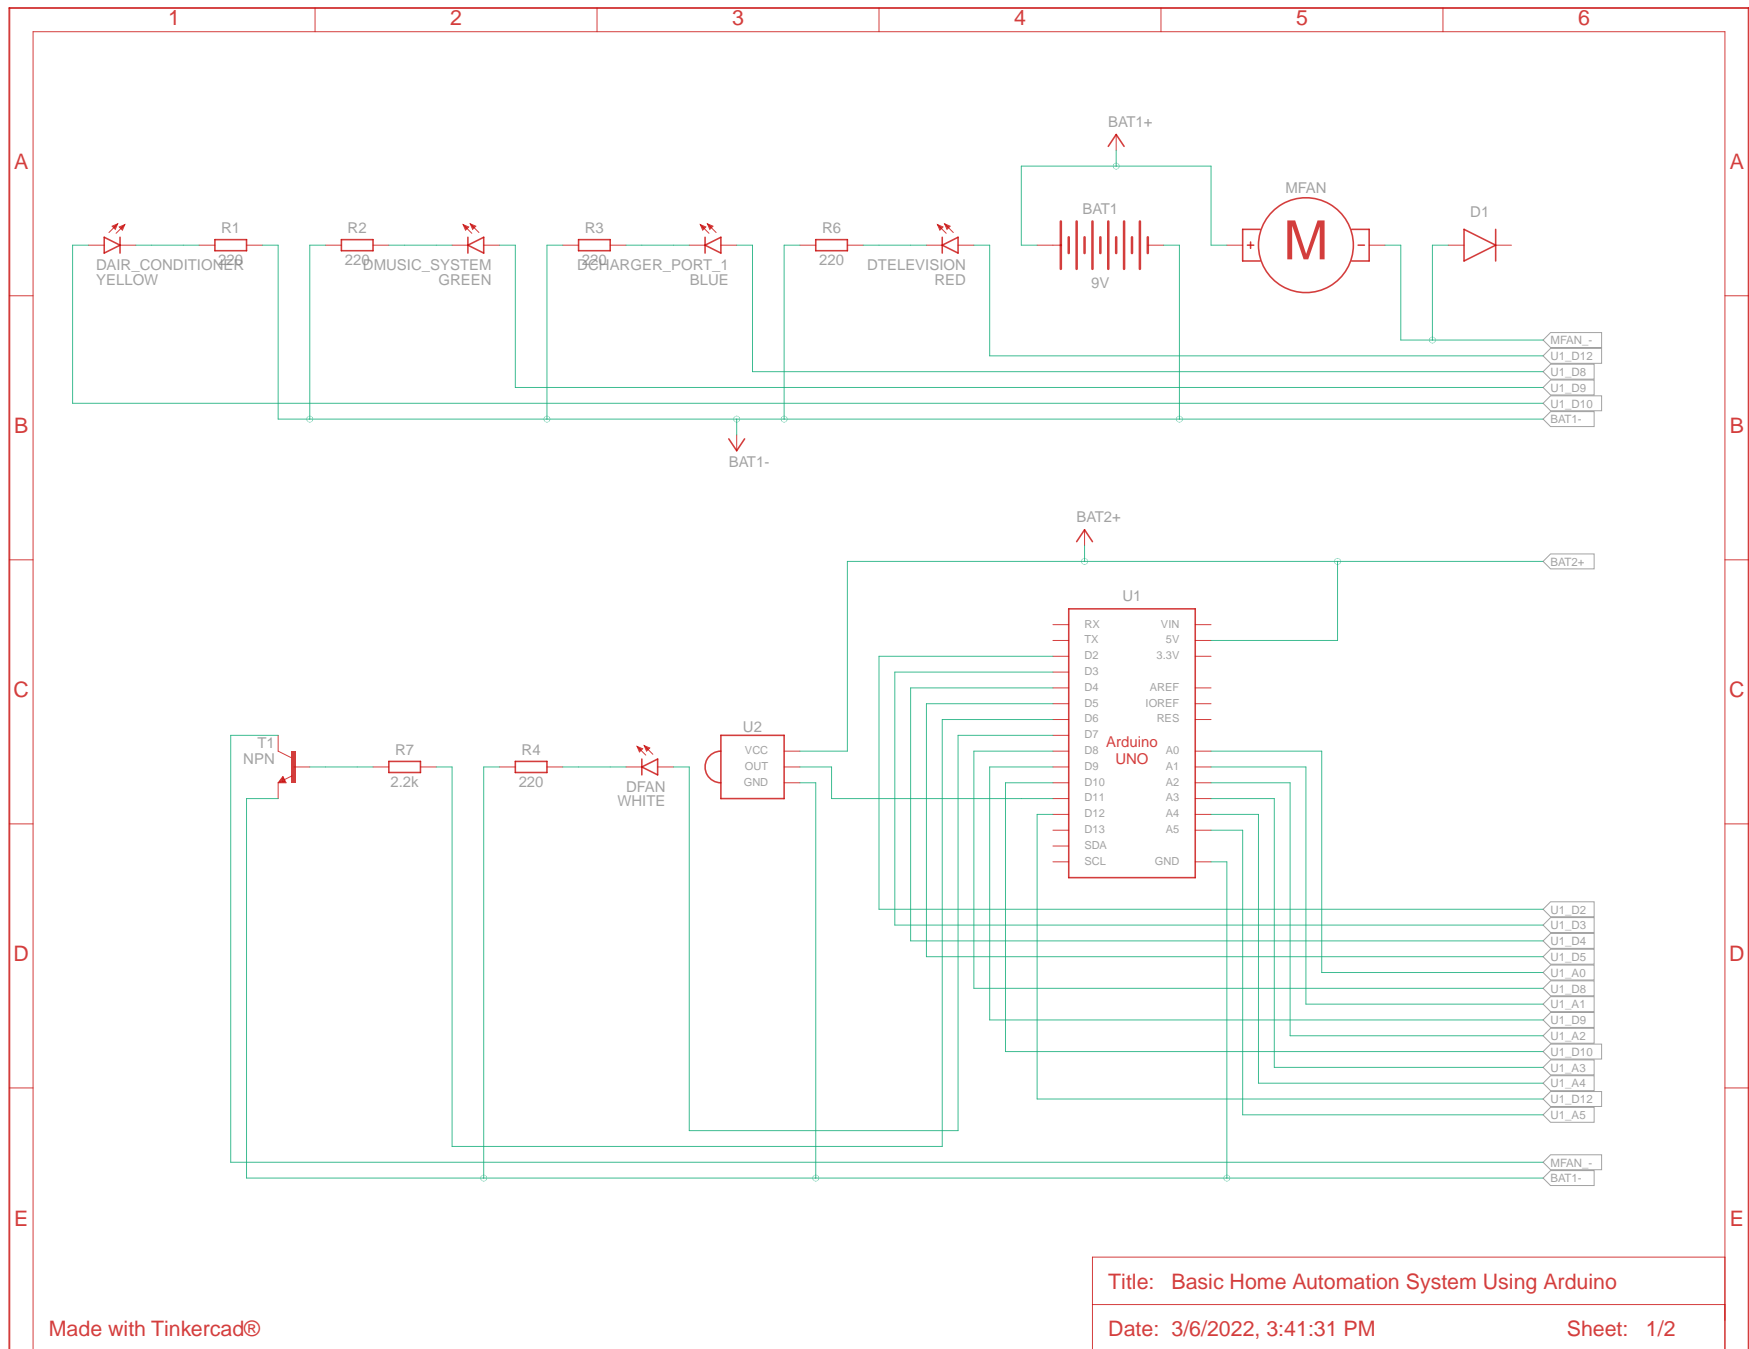 1 2 3 4 5 6
A A
BAT1+
MFAN
BAT1
D1
R1 R2 R3 R6
M
+ -
220 220 220 220
DAIR_CONDITIONER DMUSIC_SYSTEM DCHARGER_PORT_1 DTELEVISION
YELLOW GREEN BLUE RED
9V
MFAN_-
U1_D12
U1_D8
U1_D9
U1_D10
BAT1-
B B
BAT1-
BAT2+
BAT2+
U1
RX VIN
TX 5V
D2 3.3V
D3
D4 AREF
D5 IOREF
D6 RES
D7
Arduino
UNO
D8 A0
D9 A1
D10 A2
D11 A3
D12 A4
D13 A5
SDA
SCL GND
C C
U2
VCC
OUT
GND
T1
NPN
R7
2.2k
R4
220
DFAN
WHITE
U1_D2
U1_D3
U1_D4
U1_D5
U1_A0
U1_D8
U1_A1
U1_D9
U1_A2
U1_D10
U1_A3
U1_A4
U1_D12
U1_A5
D D
MFAN_-
BAT1-
E E
Title: Basic Home Automation System Using Arduino
Made with Tinkercad®
Date: 3/6/2022, 3:41:31 PM Sheet: 1/2